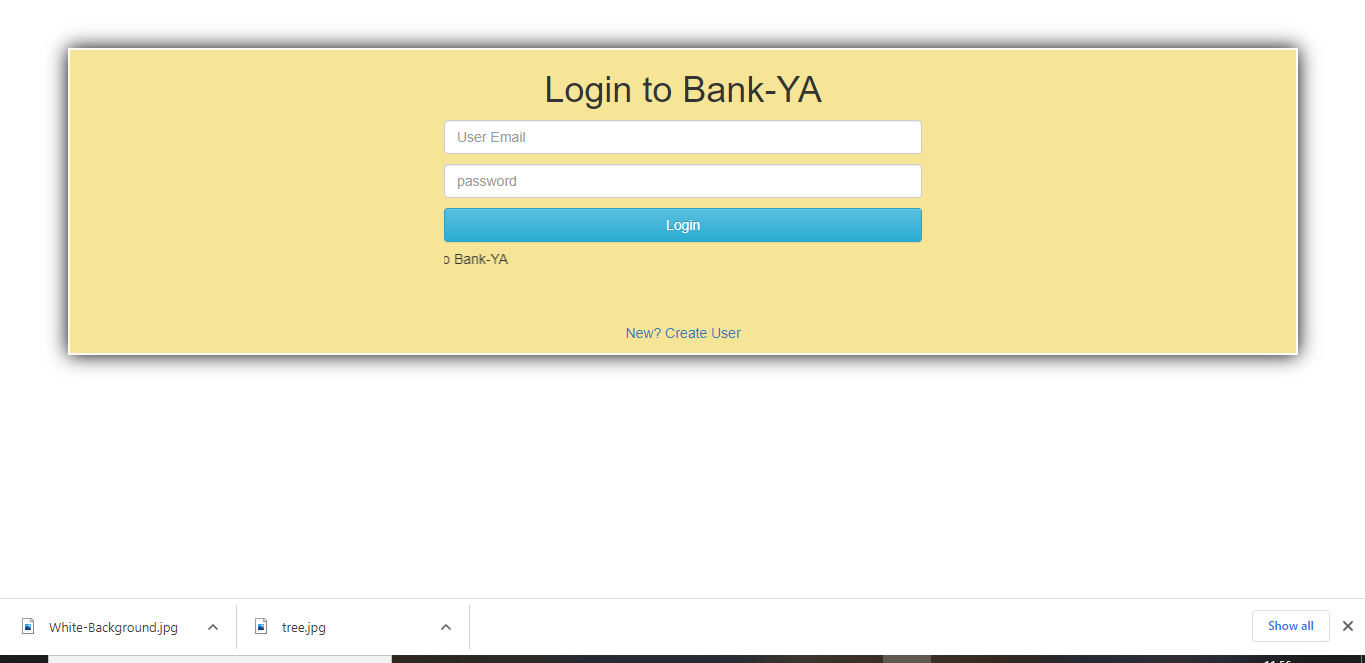 Login to Bank-YA
User Email
password
Login
o Bank-YA
New? Create User
White-Background.jpg
tree.jpg
Show all